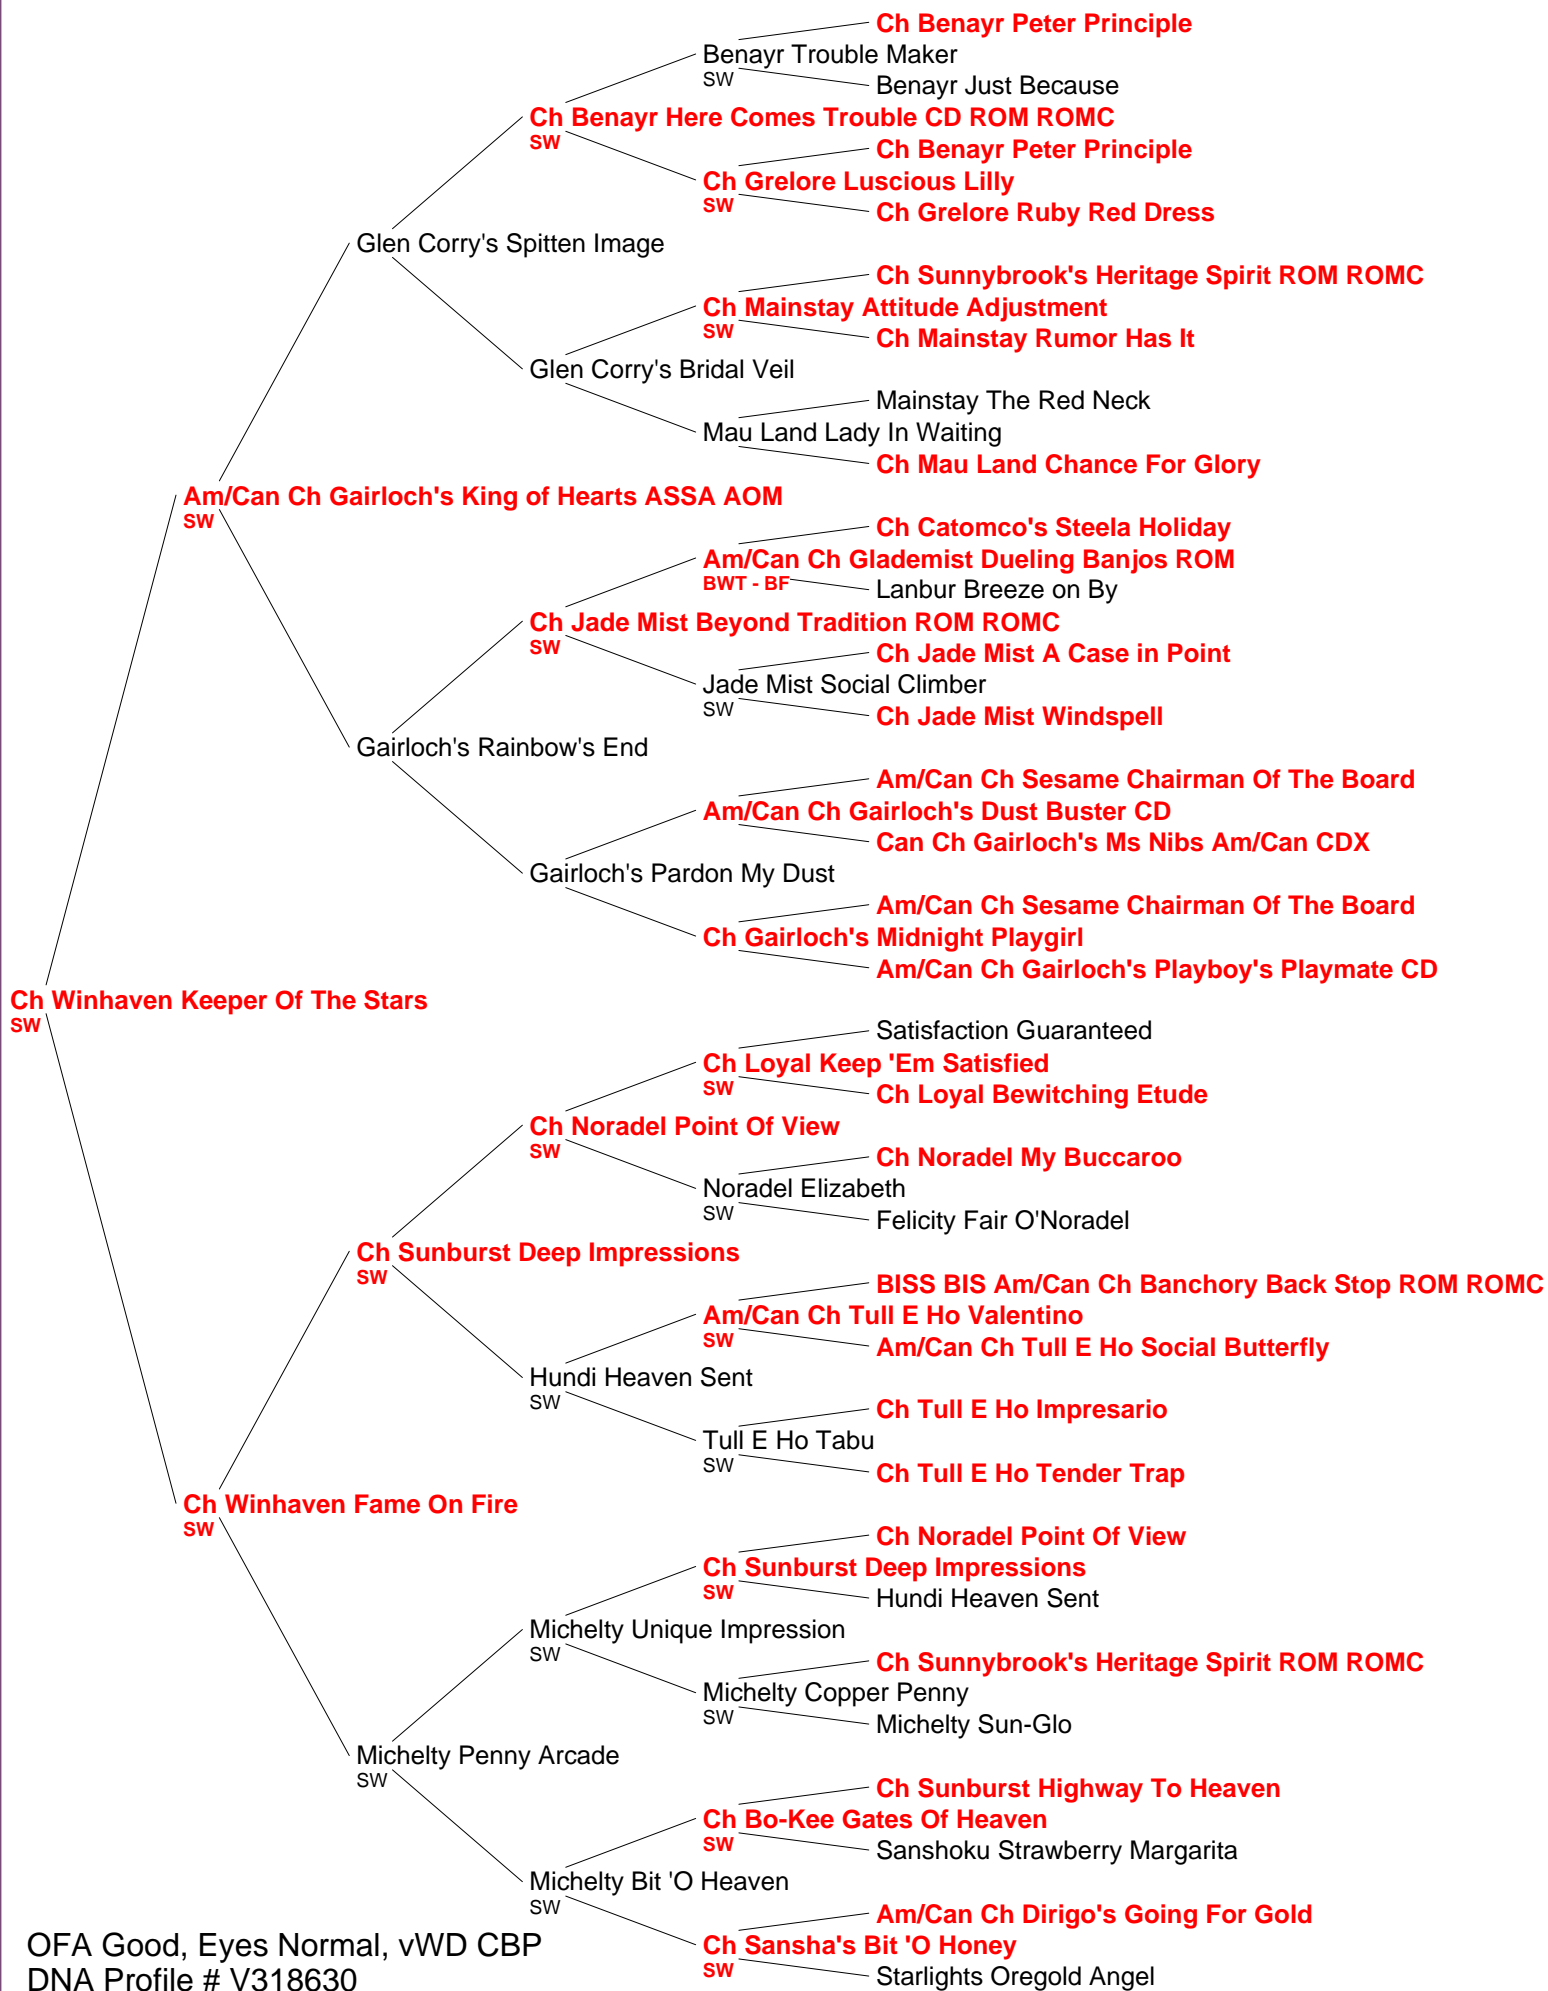 Ch Benayr Peter Principle
Benayr Trouble Maker
SW
Benayr Just Because
Ch Benayr Here Comes Trouble CD ROM ROMC
SW
Ch Benayr Peter Principle
Ch Grelore Luscious Lilly
SW
Ch Grelore Ruby Red Dress
Glen Corry's Spitten Image
Ch Sunnybrook's Heritage Spirit ROM ROMC
Ch Mainstay Attitude Adjustment
SW
Ch Mainstay Rumor Has It
Glen Corry's Bridal Veil
Mainstay The Red Neck
Mau Land Lady In Waiting
Ch Mau Land Chance For Glory
Am/Can Ch Gairloch's King of Hearts ASSA AOM
SW
Ch Catomco's Steela Holiday
Am/Can Ch Glademist Dueling Banjos ROM
BWT - BF
Lanbur Breeze on By
Ch Jade Mist Beyond Tradition ROM ROMC
SW
Ch Jade Mist A Case in Point
Jade Mist Social Climber
SW
Ch Jade Mist Windspell
Gairloch's Rainbow's End
Am/Can Ch Sesame Chairman Of The Board
Am/Can Ch Gairloch's Dust Buster CD
Can Ch Gairloch's Ms Nibs Am/Can CDX
Gairloch's Pardon My Dust
Am/Can Ch Sesame Chairman Of The Board
Ch Gairloch's Midnight Playgirl
Am/Can Ch Gairloch's Playboy's Playmate CD
Ch Winhaven Keeper Of The Stars
SW
Satisfaction Guaranteed
Ch Loyal Keep 'Em Satisfied
SW
Ch Loyal Bewitching Etude
Ch Noradel Point Of View
SW
Ch Noradel My Buccaroo
Noradel Elizabeth
SW
Felicity Fair O'Noradel
Ch Sunburst Deep Impressions
SW
BISS BIS Am/Can Ch Banchory Back Stop ROM ROMC
Am/Can Ch Tull E Ho Valentino
SW
Am/Can Ch Tull E Ho Social Butterfly
Hundi Heaven Sent
SW
Ch Tull E Ho Impresario
Tull E Ho Tabu
SW
Ch Tull E Ho Tender Trap
Ch Winhaven Fame On Fire
SW
Ch Noradel Point Of View
Ch Sunburst Deep Impressions
SW
Hundi Heaven Sent
Michelty Unique Impression
SW
Ch Sunnybrook's Heritage Spirit ROM ROMC
Michelty Copper Penny
SW
Michelty Sun-Glo
Michelty Penny Arcade
SW
Ch Sunburst Highway To Heaven
Ch Bo-Kee Gates Of Heaven
SW
Sanshoku Strawberry Margarita
Michelty Bit 'O Heaven
SW
Am/Can Ch Dirigo's Going For Gold
Ch Sansha's Bit 'O Honey
SW
Starlights Oregold Angel
OFA Good, Eyes Normal, vWD CBP
DNA Profile # V318630